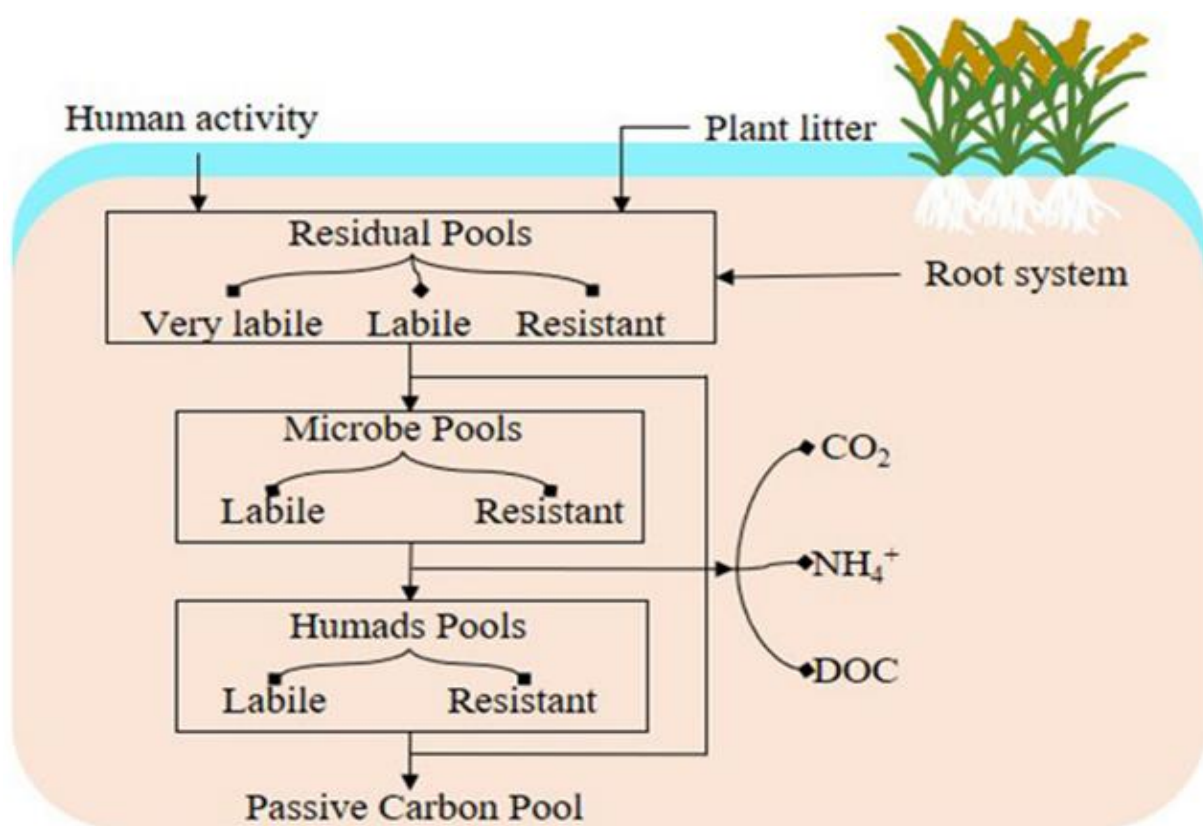 Human activity
Plant litter
Residual Pools
Very labile Labile Resistant
Root system
Microbe Pools
Labile Resistant
CO₂
NH₄⁺
DOC
Humads Pools
Labile Resistant
Passive Carbon Pool